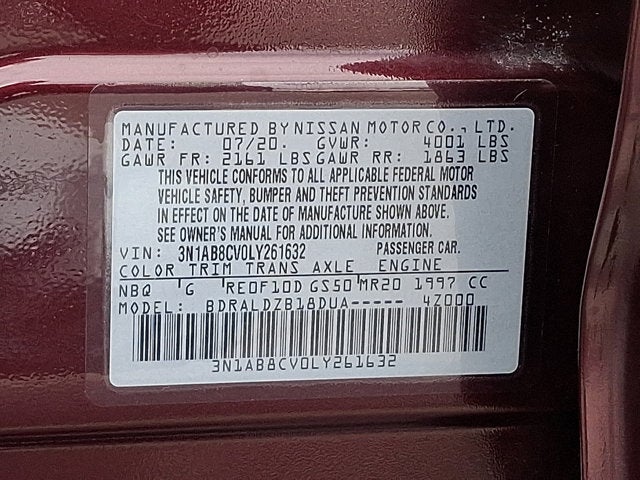 MANUFACTURED BY NISSAN MOTOR CO., LTD.
DATE: 07/20. GVWR: 4001 LBS
GAWR FR: 2161 LBS GAWR RR: 1863 LBS
THIS VEHICLE CONFORMS TO ALL APPLICABLE FEDERAL MOTOR
VEHICLE SAFETY, BUMPER AND THEFT PREVENTION STANDARDS
IN EFFECT ON THE DATE OF MANUFACTURE SHOWN ABOVE.
SEE OWNER'S MANUAL FOR ADDITIONAL INFORMATION.
VIN: 3N1AB8CV0LY261632 PASSENGER CAR.
COLOR TRIM TRANS AXLE ENGINE
NBQ G RE0F10D GS50 MR20 1997 CC
MODEL: BDRALDZB18DUA----- 4Z000
3N1AB8CV0LY261632